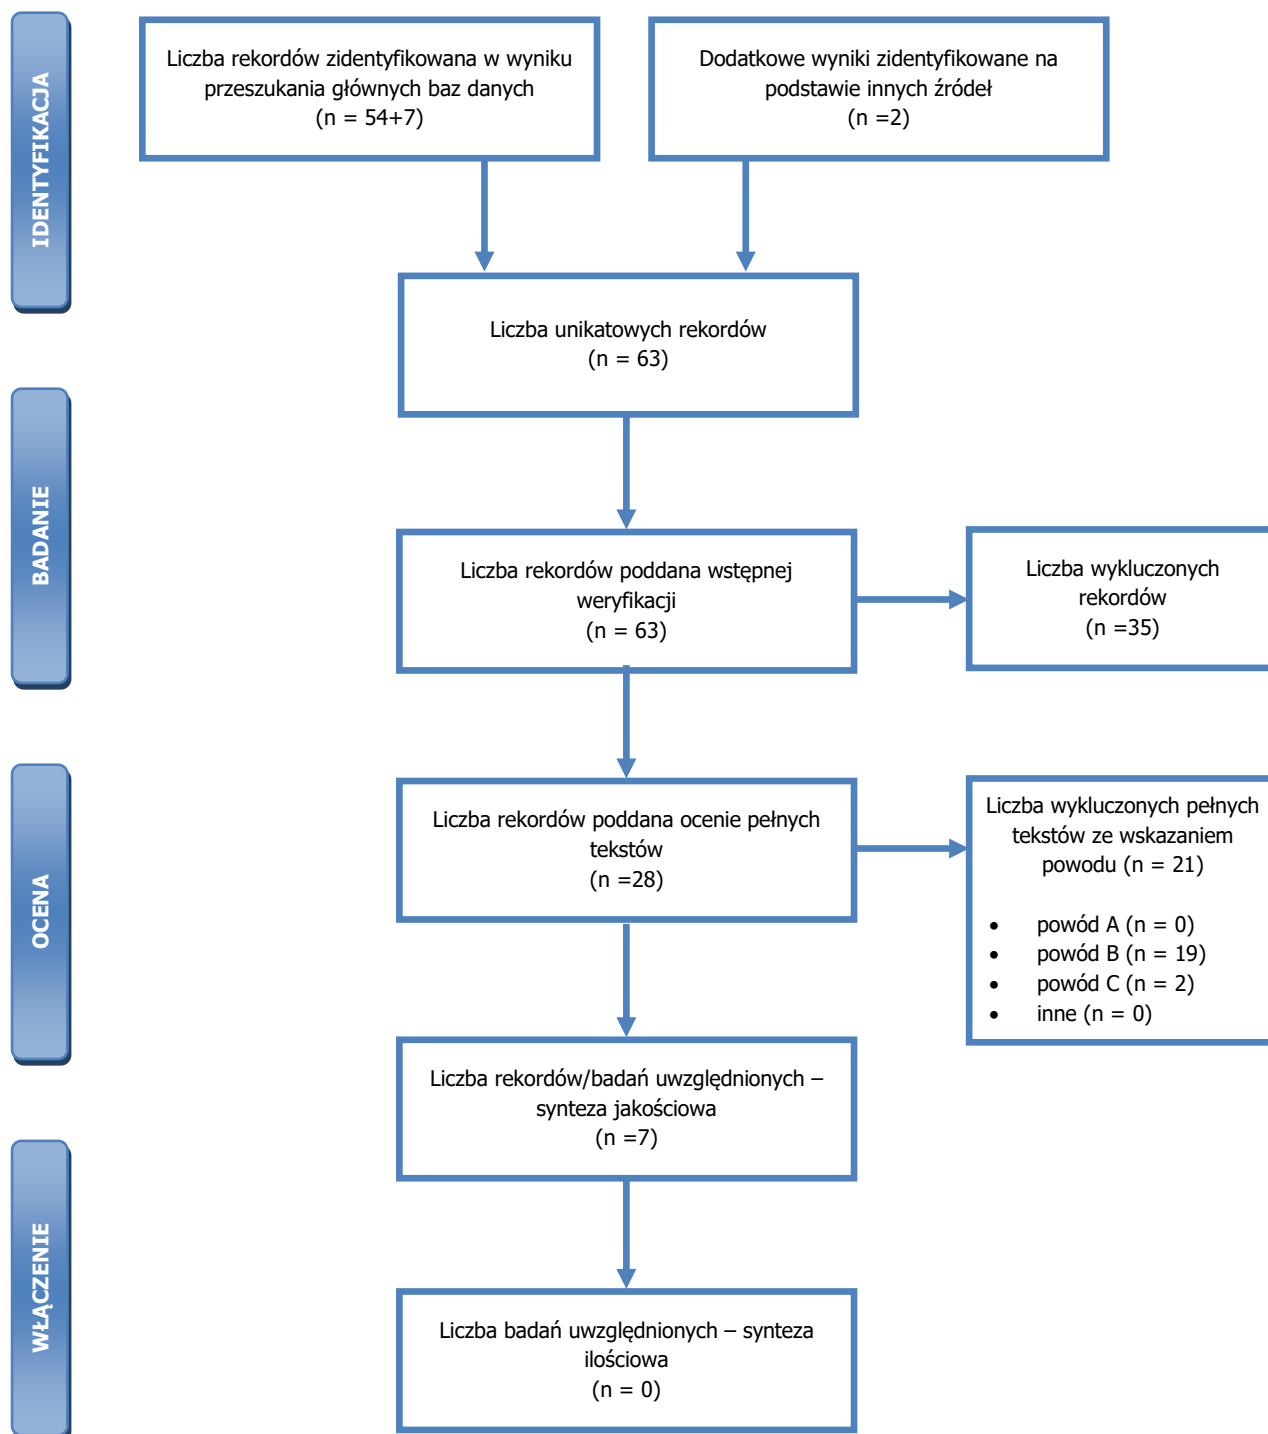 IDENTYFIKACJA
Liczba rekordów zidentyfikowana w wyniku
przeszukania głównych baz danych
(n = 54+7)
Dodatkowe wyniki zidentyfikowane na
podstawie innych źródeł
(n =2)
Liczba unikatowych rekordów
(n = 63)
BADANIE
Liczba rekordów poddana wstępnej
weryfikacji
(n = 63)
Liczba wykluczonych
rekordów
(n =35)
OCENA
Liczba rekordów poddana ocenie pełnych
tekstów
(n =28)
Liczba wykluczonych pełnych
tekstów ze wskazaniem
powodu (n = 21)
• powód A (n = 0)
• powód B (n = 19)
• powód C (n = 2)
• inne (n = 0)
Liczba rekordów/badań uwzględnionych –
synteza jakościowa
(n =7)
WŁĄCZENIE
Liczba badań uwzględnionych – synteza
ilościowa
(n = 0)